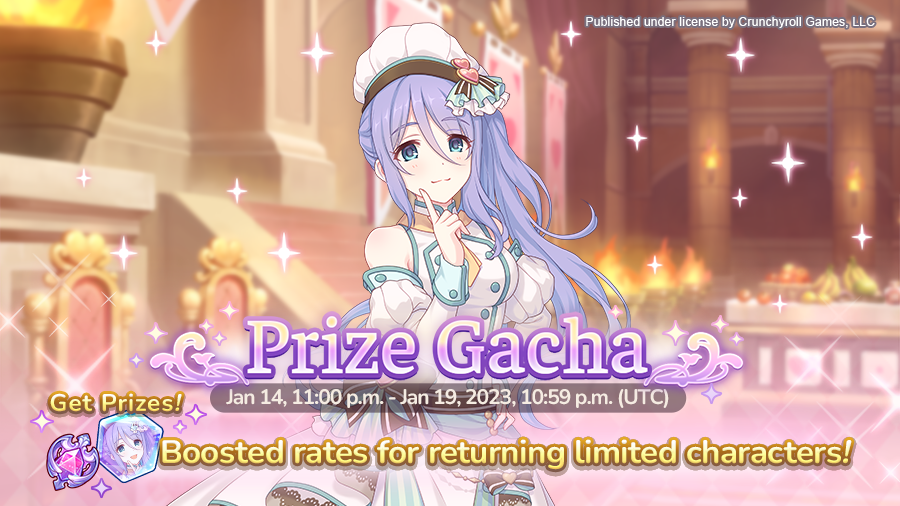 Published under license by Crunchyroll Games, LLC
Prize Gacha
Jan 14, 11:00 p.m. - Jan 19, 2023, 10:59 p.m. (UTC)
Get Prizes!
Boosted rates for returning limited characters!